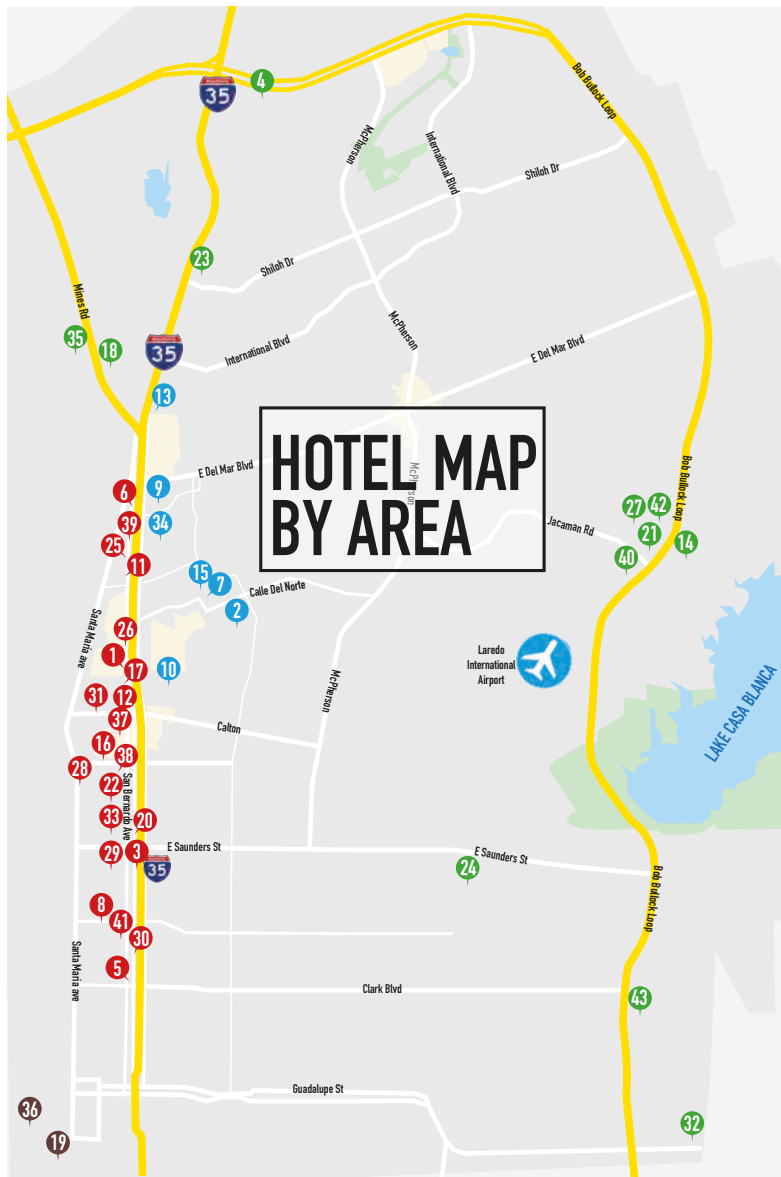 4
35
Bob Bullock Loop
McPherson
International Blvd
Shiloh Dr
23
Shiloh Dr
Mines Rd
35
18
35
International Blvd
McPherson
E Del Mar Blvd
13
HOTEL MAP
BY AREA
McPherson
E Del Mar Blvd
6
9
39
34
25
11
Bob Bullock Loop
27
42
21
14
40
Jacaman Rd
15
7
2
Calle Del Norte
Santa Maria ave
26
1
17
10
31
12
37
Laredo
International
Airport
McPherson
LAKE CASA BLANCA
Calton
16
38
28
22
San Bernardo Ave
33
20
E Saunders St
29
3
35
E Saunders St
24
Bob Bullock Loop
8
41
30
5
Santa Maria ave
Clark Blvd
43
Guadalupe St
36
19
32